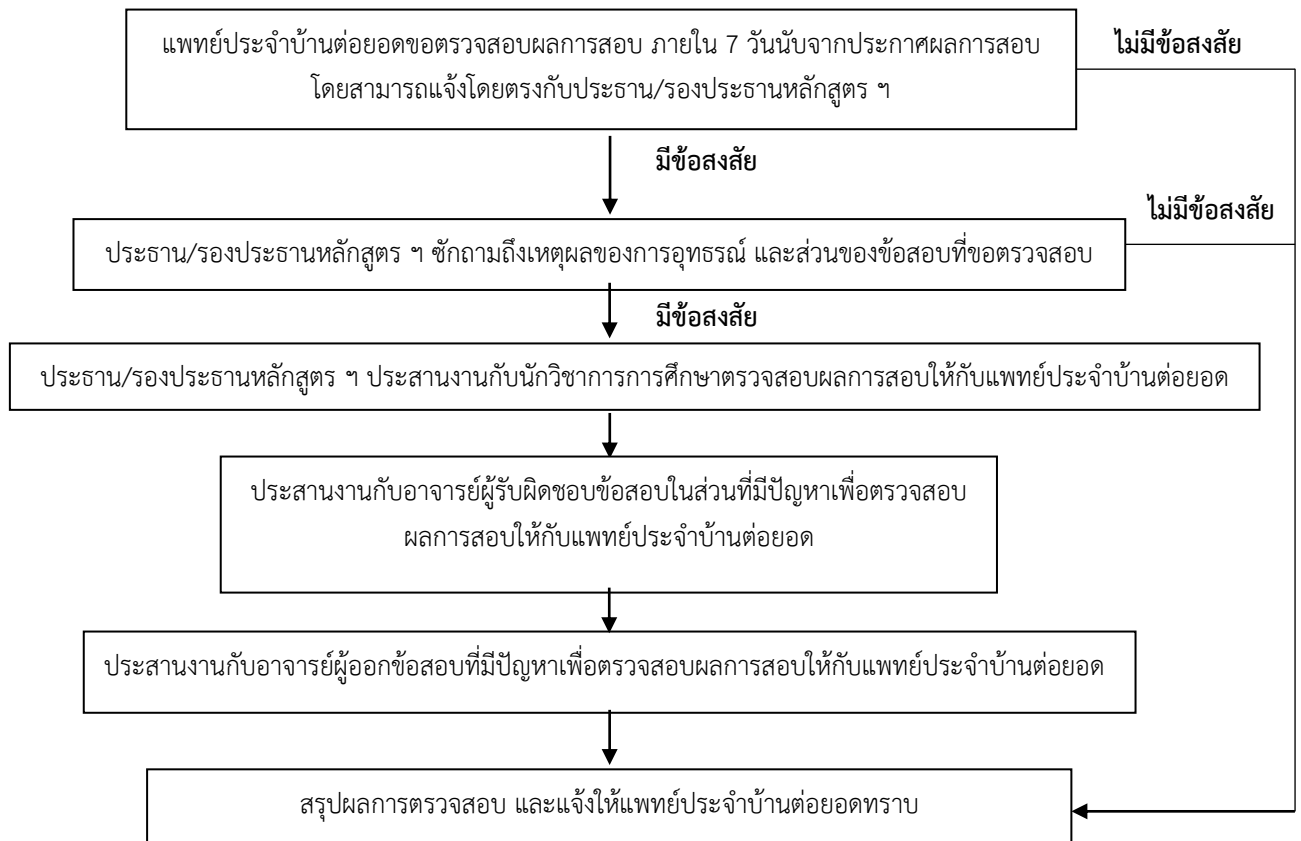 แพทย์ประจำบ้านต่อยอดขอตรวจสอบผลการสอบ ภายใน 7 วันนับจากประกาศผลการสอบ
โดยสามารถแจ้งโดยตรงกับประธาน/รองประธานหลักสูตร ฯ
ไม่มีข้อสงสัย
มีข้อสงสัย
ไม่มีข้อสงสัย
ประธาน/รองประธานหลักสูตร ฯ ซักถามถึงเหตุผลของการอุทธรณ์ และส่วนของข้อสอบที่ขอตรวจสอบ
มีข้อสงสัย
ประธาน/รองประธานหลักสูตร ฯ ประสานงานกับนักวิชาการการศึกษาตรวจสอบผลการสอบให้กับแพทย์ประจำบ้านต่อยอด
ประสานงานกับอาจารย์ผู้รับผิดชอบข้อสอบในส่วนที่มีปัญหาเพื่อตรวจสอบ
ผลการสอบให้กับแพทย์ประจำบ้านต่อยอด
ประสานงานกับอาจารย์ผู้ออกข้อสอบที่มีปัญหาเพื่อตรวจสอบผลการสอบให้กับแพทย์ประจำบ้านต่อยอด
สรุปผลการตรวจสอบ และแจ้งให้แพทย์ประจำบ้านต่อยอดทราบ